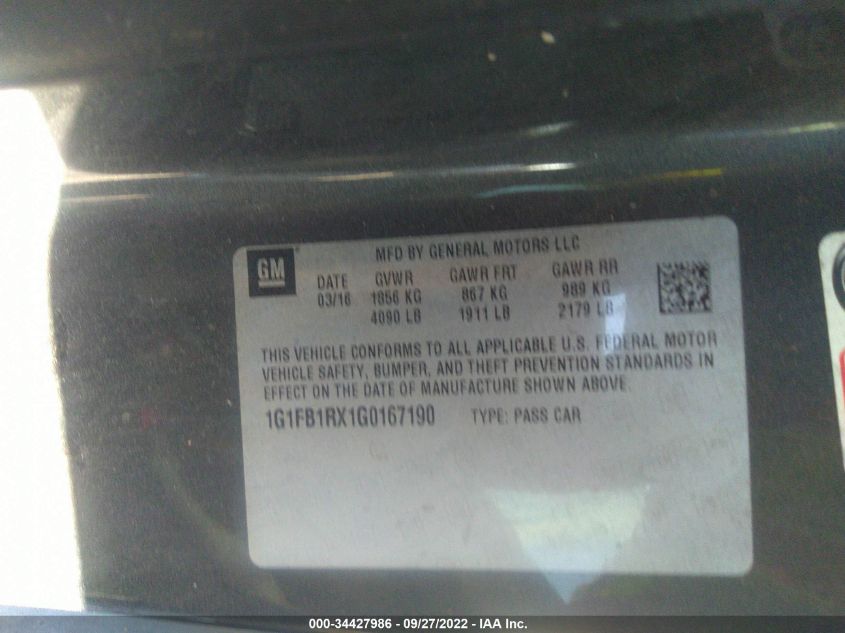 MFD BY GENERAL MOTORS LLC
GM
DATE GVWR GAWR FRT GAWR RR
03/16 1856 KG 867 KG 989 KG
4090 LB 1911 LB 2179 LB
THIS VEHICLE CONFORMS TO ALL APPLICABLE U.S. FEDERAL MOTOR
VEHICLE SAFETY, BUMPER, AND THEFT PREVENTION STANDARDS IN
EFFECT ON THE DATE OF MANUFACTURE SHOWN ABOVE.
1G1FB1RX1G0167190 TYPE: PASS CAR
000-34427986 - 09/27/2022 - IAA Inc.